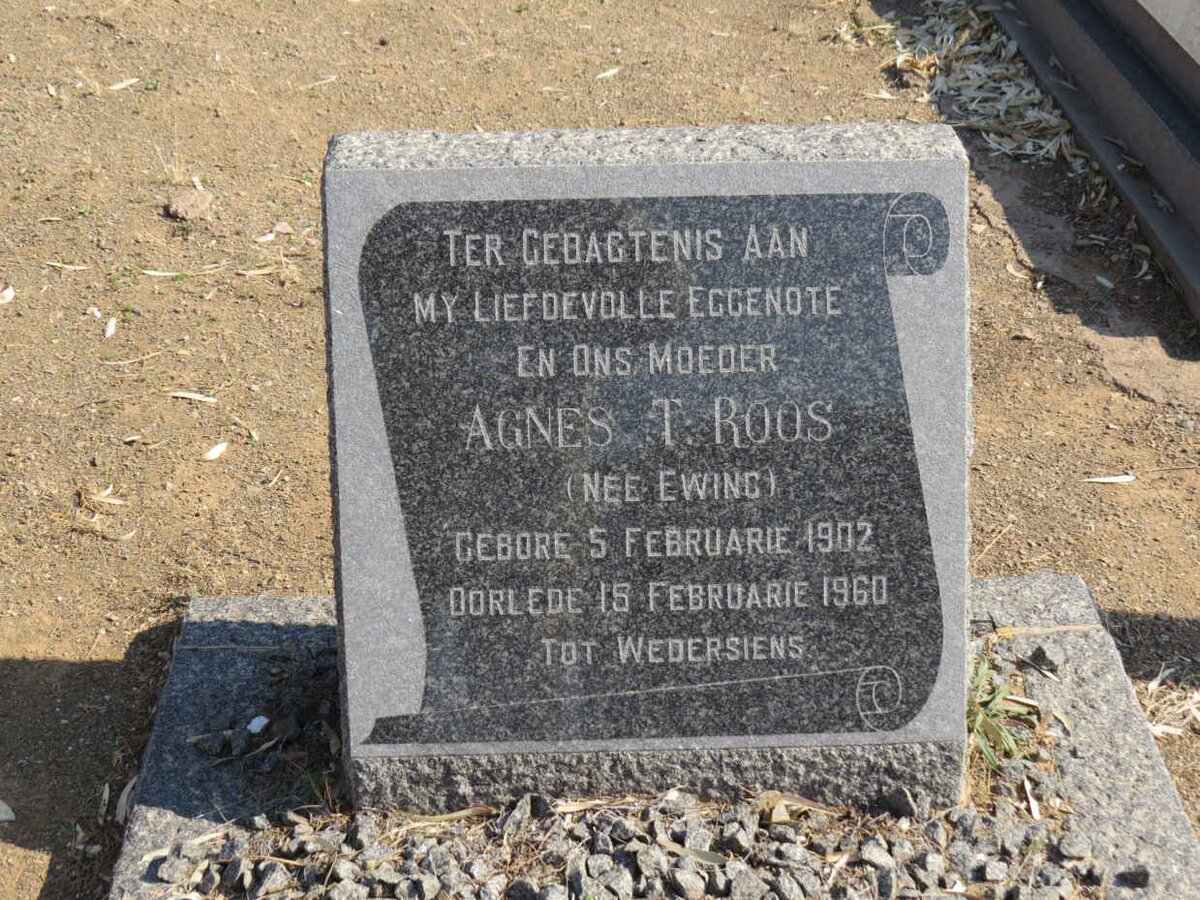 TER GEDAGTENIS AAN
MY LIEFDEVOLLE EGGENOTE
EN ONS MOEDER
AGNES T. ROOS
(NEE EWING)
GEBORE 5 FEBRUARIE 1902
OORLEDE 15 FEBRUARIE 1960
TOT WEDERSIENS